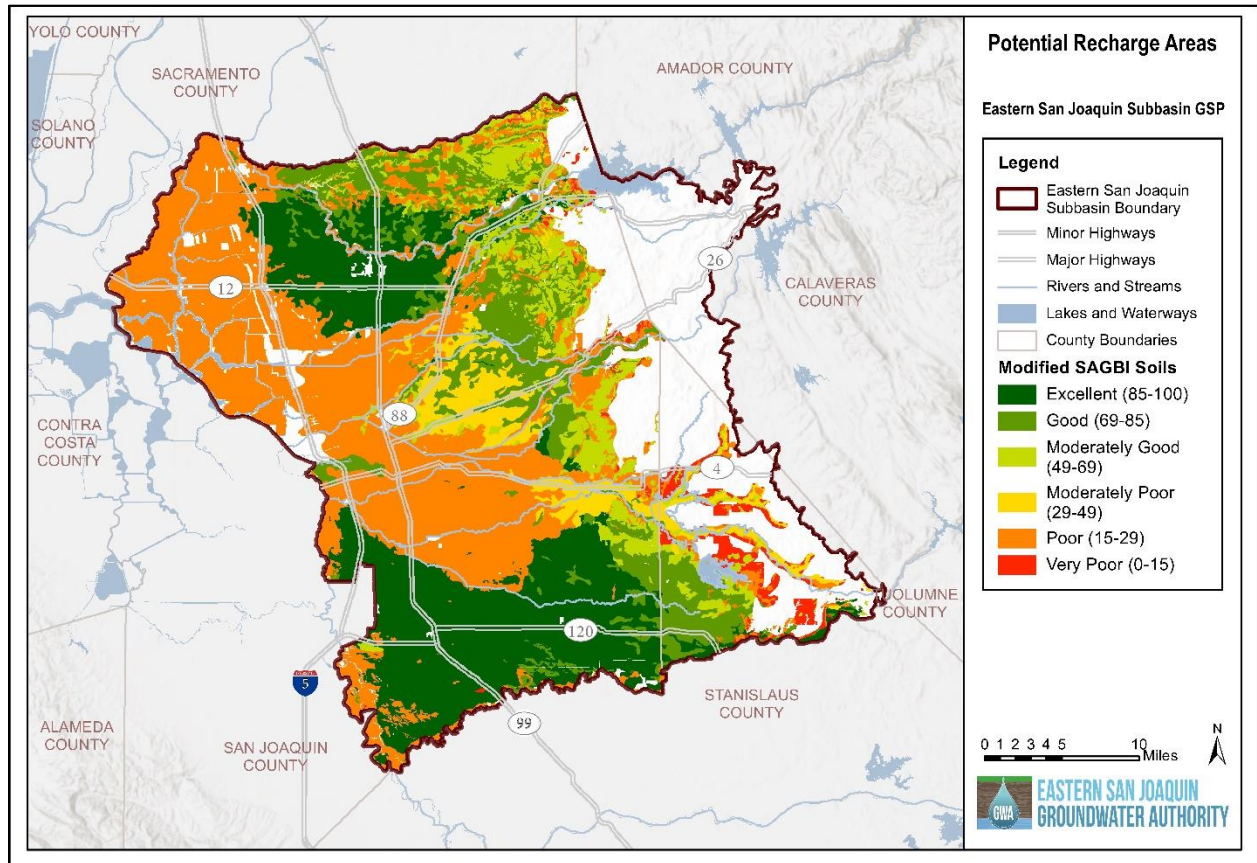 YOLO COUNTY
SACRAMENTO
COUNTY
AMADOR COUNTY
SOLANO
COUNTY
26
CALAVERAS
COUNTY
12
CONTRA
COSTA
COUNTY
88
4
OLUMNE
COUNTY
120
5
STANISLAUS
COUNTY
99
ALAMEDA
COUNTY
SAN JOAQUIN
COUNTY
Potential Recharge Areas
Eastern San Joaquin Subbasin GSP
Legend
Eastern San Joaquin
Subbasin Boundary
Minor Highways
Major Highways
Rivers and Streams
Lakes and Waterways
County Boundaries
Modified SAGBI Soils
Excellent (85-100)
Good (69-85)
Moderately Good
(49-69)
Moderately Poor
(29-49)
Poor (15-29)
Very Poor (0-15)
N
0 1 2 3 4 5 10
Miles
GWA
EASTERN SAN JOAQUIN
GROUNDWATER AUTHORITY